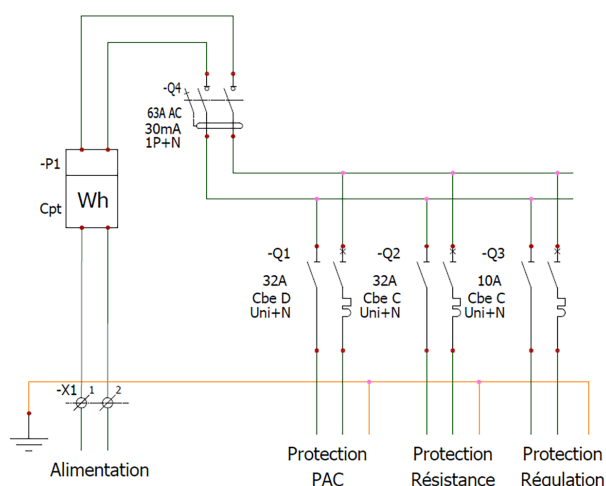 -Q4
63A AC
30mA
1P+N
-P1
Wh
Cpt
-Q1
32A
Cbe D
Uni+N
-Q2
32A
Cbe C
Uni+N
-Q3
10A
Cbe C
Uni+N
-X1
1
2
Alimentation
Protection
PAC
Protection
Résistance
Protection
Régulation